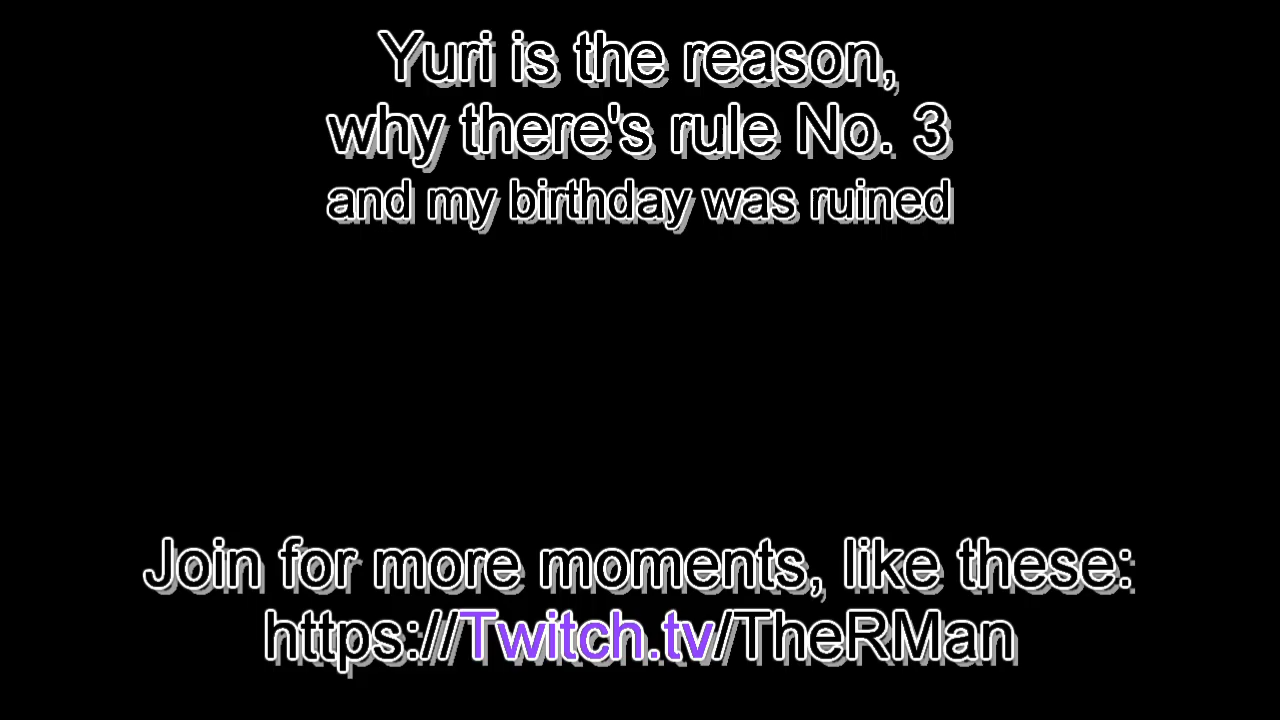 Yuri is the reason,
why there's rule No. 3
and my birthday was ruined
Join for more moments, like these:
https://Twitch.tv/TheRMan